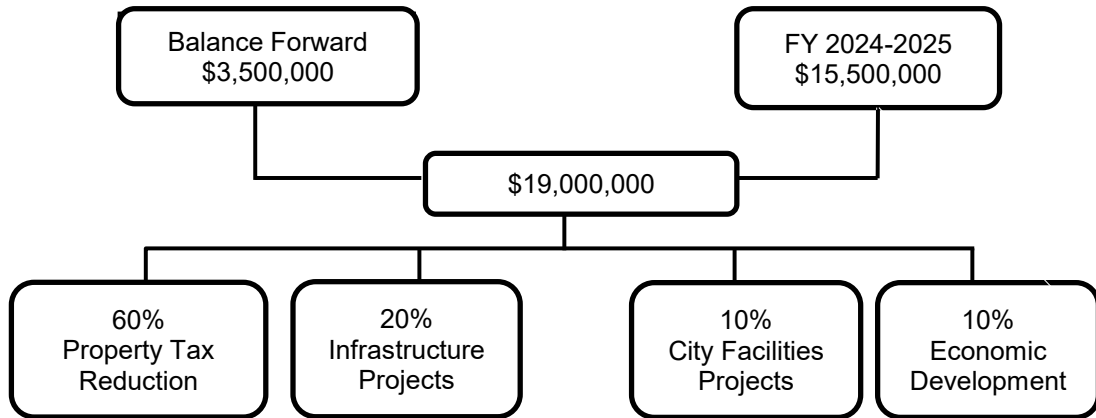 Balance Forward
$3,500,000
FY 2024-2025
$15,500,000
$19,000,000
60%
Property Tax
Reduction
20%
Infrastructure
Projects
10%
City Facilities
Projects
10%
Economic
Development